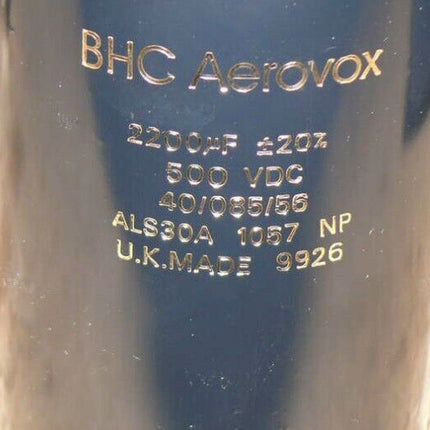 BHC Aerovox
2200µF ±20%
500 VDC
40/085/56
ALS30A 1057 NP
U.K.MADE 9926